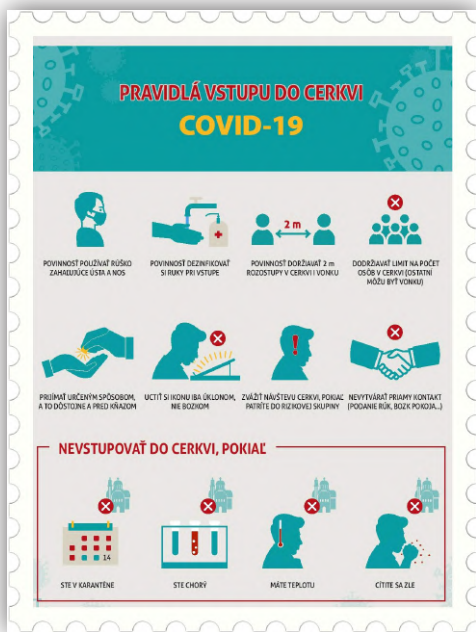 PRAVIDLÁ VSTUPU DO CERKVI
COVID-19
2 m
POVINNOSŤ POUŽÍVAŤ RÚŠKO
ZAHAĽUJÚCE ÚSTA A NOS
POVINNOSŤ DEZINFIKOVAŤ
SI RUKY PRI VSTUPE
POVINNOSŤ DODRŽIAVAŤ 2 m
ROZOSTUPY V CERKVI I VONKU
DODRŽIAVAŤ LIMIT NA POČET
OSÔB V CERKVI (OSTATNÍ
MÔŽU BYŤ VONKU)
PRIJÍMAŤ URČENÝM SPÔSOBOM,
A TO DÔSTOJNE A PRED KŇAZOM
UCTIŤ SI IKONU IBA ÚKLONOM,
NIE BOZKOM
ZVÁŽIŤ NÁVŠTEVU CERKVI, POKIAĽ
PATRÍTE DO RIZIKOVEJ SKUPINY
NEVYTVÁRAŤ PRIAMY KONTAKT
(PODANIE RÚK, BOZK POKOJA...)
NEVSTUPOVAŤ DO CERKVI, POKIAĽ
14
STE V KARANTÉNE
STE CHORÝ
MÁTE TEPLOTU
CÍTITE SA ZLE